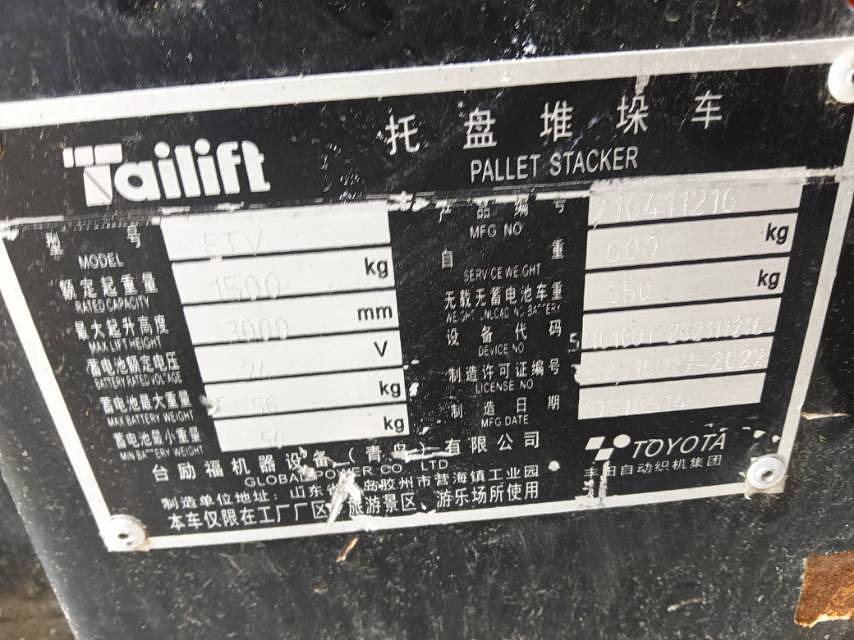 Tailift
托盘堆垛车
PALLET STACKER
型号
MODEL
额定起重量
RATED CAPACITY
1500 kg
最大起升高度
MAX LIFT HEIGHT
3000 mm
蓄电池额定电压
BATTERY RATED VOLTAGE
24 V
蓄电池最大重量
MAX BATTERY WEIGHT
56 kg
蓄电池最小重量
MIN BATTERY WEIGHT
50 kg
产品编号
MFG NO
自重
SERVICE WEIGHT
600 kg
无载无蓄电池车重
kg
设备代码
DEVICE NO
制造许可证编号
LICENSE NO
制造日期
MFG DATE
台励福机器设备(青岛)有限公司
GLOBAL POWER CO., LTD
制造单位地址: 山东省 岛胶州市营海镇工业园
本车仅限在工厂厂区、旅游景区、游乐场所使用
TOYOTA
丰田自动织机集团